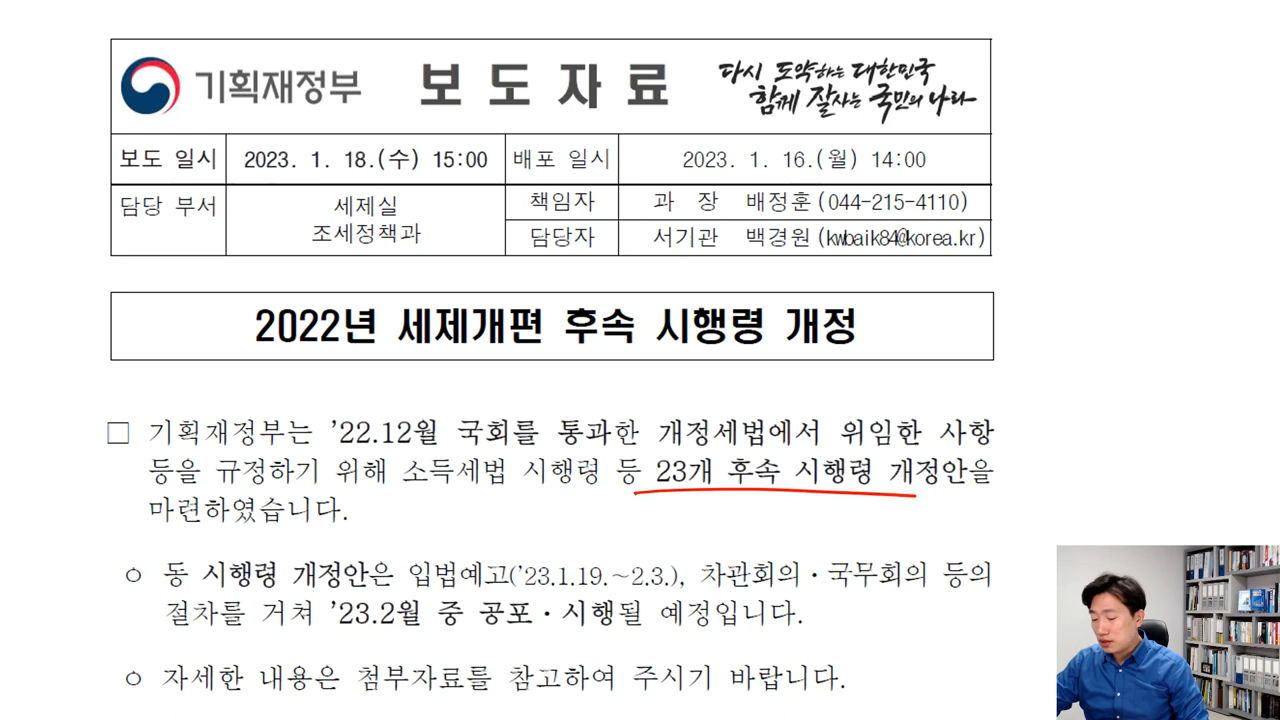 기획재정부 보 도 자 료 다시 도약하는 대한민국
함께 잘사는 국민의 나라
보도 일시 2023. 1. 18.(수) 15:00 배포 일시 2023. 1. 16.(월) 14:00
담당 부서 세제실 책임자 과 장 배정훈(044-215-4110)
조세정책과 담당자 서기관 백경원(kwbaik84@korea.kr)
2022년 세제개편 후속 시행령 개정
□ 기획재정부는 ’22.12월 국회를 통과한 개정세법에서 위임한 사항
등을 규정하기 위해 소득세법 시행령 등 23개 후속 시행령 개정안을
마련하였습니다.
ㅇ 동 시행령 개정안은 입법예고(’23.1.19.~2.3.), 차관회의·국무회의 등의
절차를 거쳐 ’23.2월 중 공포·시행될 예정입니다.
ㅇ 자세한 내용은 첨부자료를 참고하여 주시기 바랍니다.